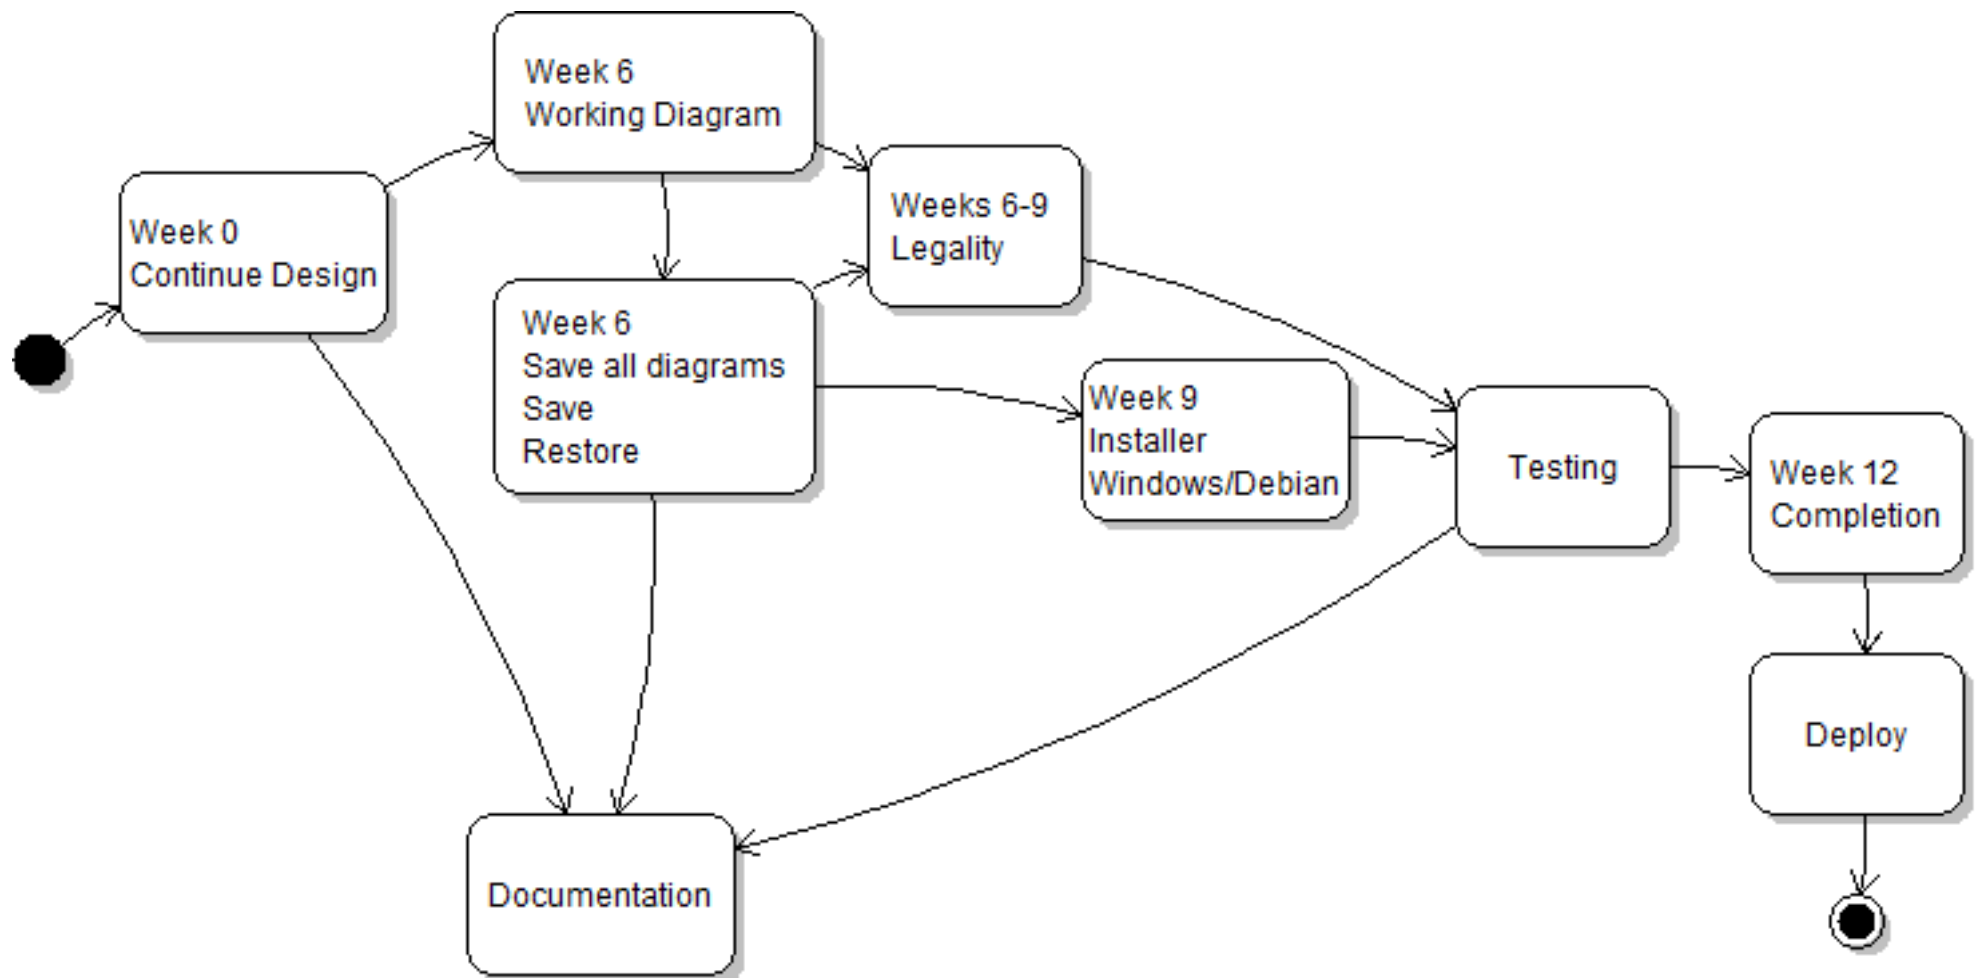 Week 6
Working Diagram
Week 0
Continue Design
Weeks 6-9
Legality
Week 6
Save all diagrams
Save
Restore
Week 9
Installer
Windows/Debian
Testing
Week 12
Completion
Deploy
Documentation